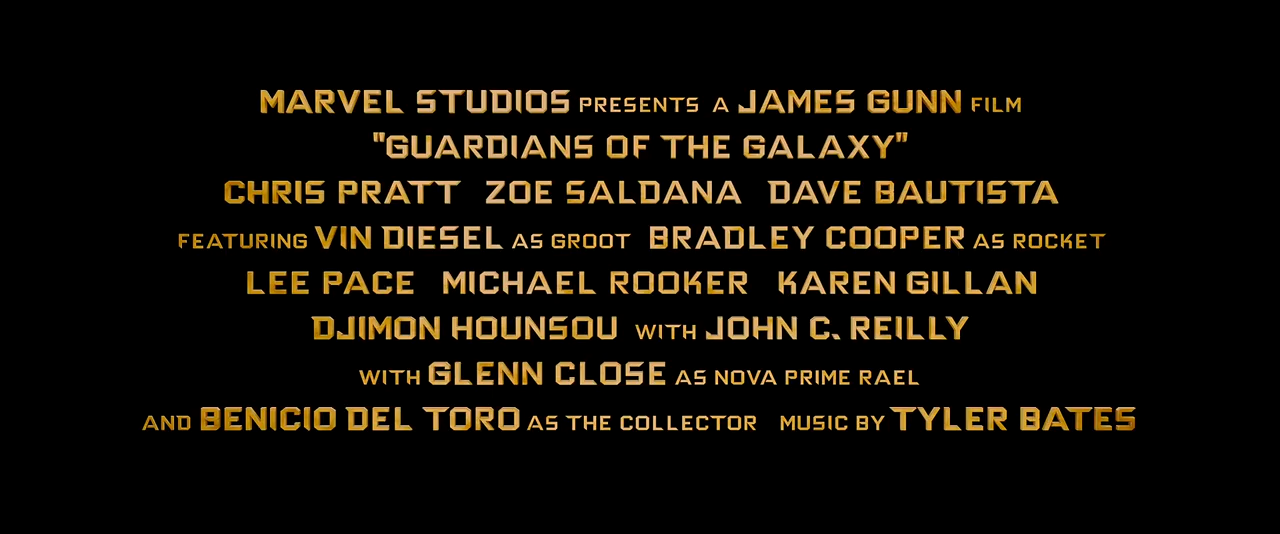 MARVEL STUDIOS PRESENTS A JAMES GUNN FILM
"GUARDIANS OF THE GALAXY"
CHRIS PRATT ZOE SALDANA DAVE BAUTISTA
FEATURING VIN DIESEL AS GROOT BRADLEY COOPER AS ROCKET
LEE PACE MICHAEL ROOKER KAREN GILLAN
DJIMON HOUNSOU WITH JOHN C. REILLY
WITH GLENN CLOSE AS NOVA PRIME RAEL
AND BENICIO DEL TORO AS THE COLLECTOR MUSIC BY TYLER BATES